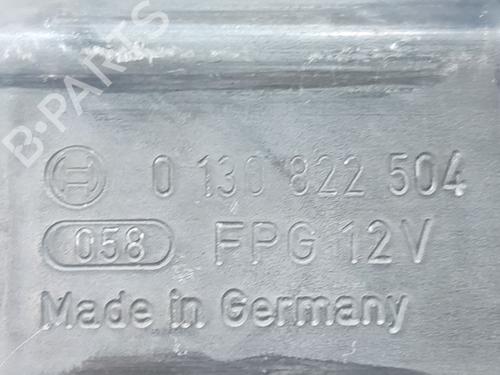 B-PARTS
0 130 822 504
058 FPG 12V
Made in Germany